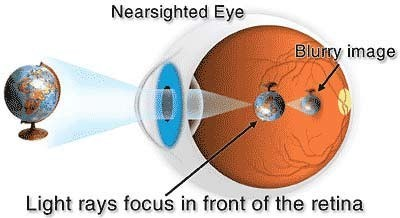 Nearsighted Eye
Blurry image
Light rays focus in front of the retina